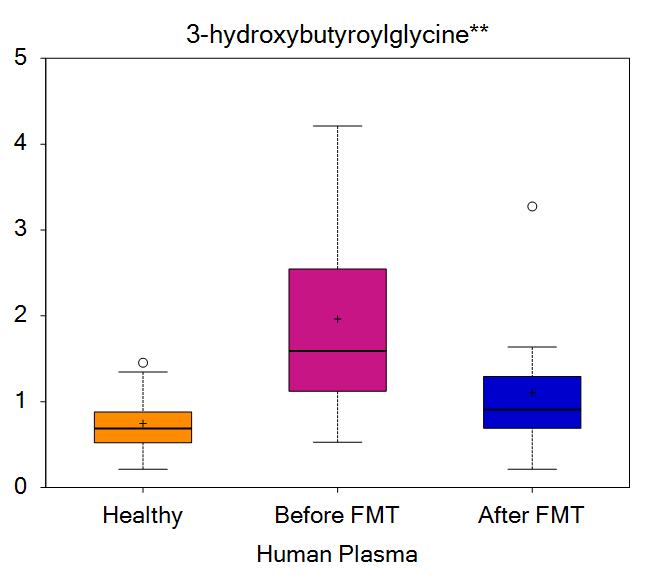 3-hydroxybutyroylglycine**
5
4
3
2
1
0
Healthy Before FMT After FMT
Human Plasma